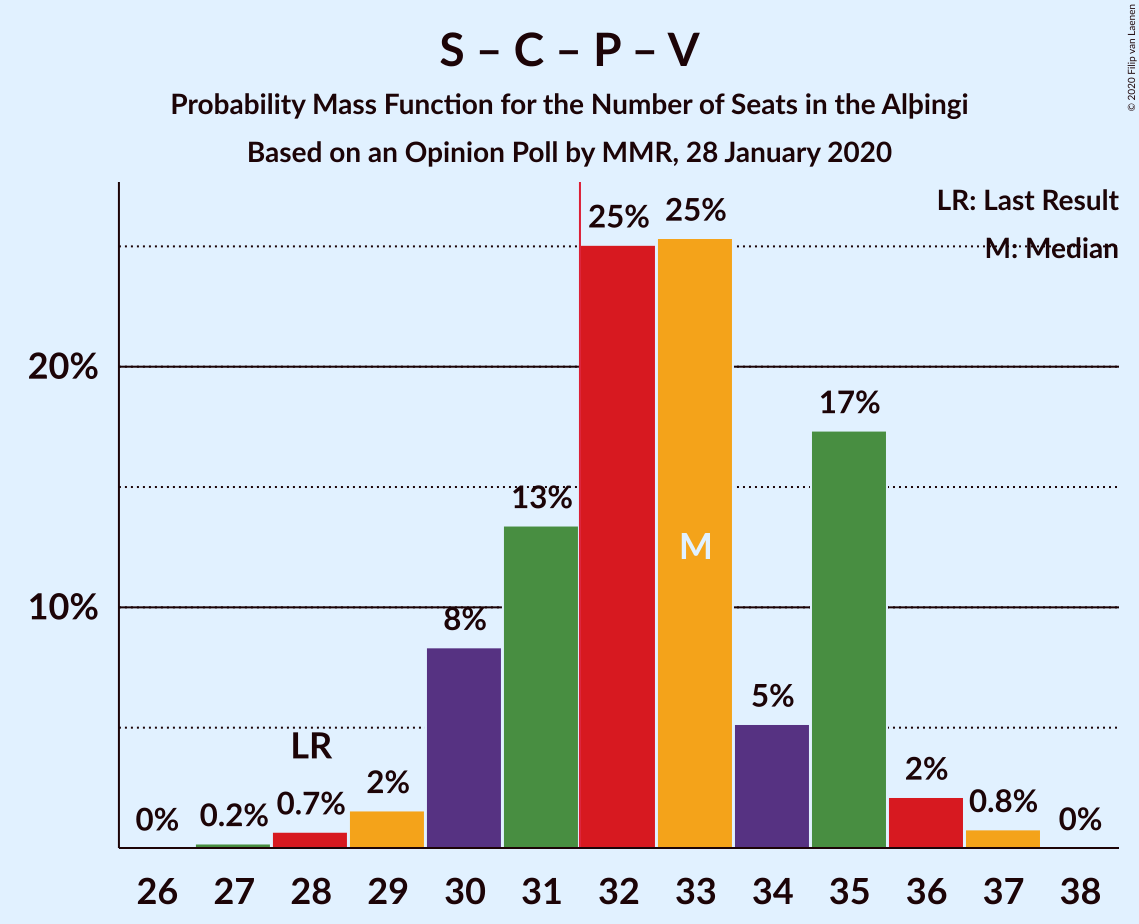 S – C – P – V
Probability Mass Function for the Number of Seats in the Alþingi
Based on an Opinion Poll by MMR, 28 January 2020
© 2020 Filip van Laenen
LR: Last Result
M: Median
25%
25%
20%
17%
13%
M
10%
8%
5%
LR
2%
2%
0%
0.2%
0.7%
0.8%
0%
26 27 28 29 30 31 32 33 34 35 36 37 38